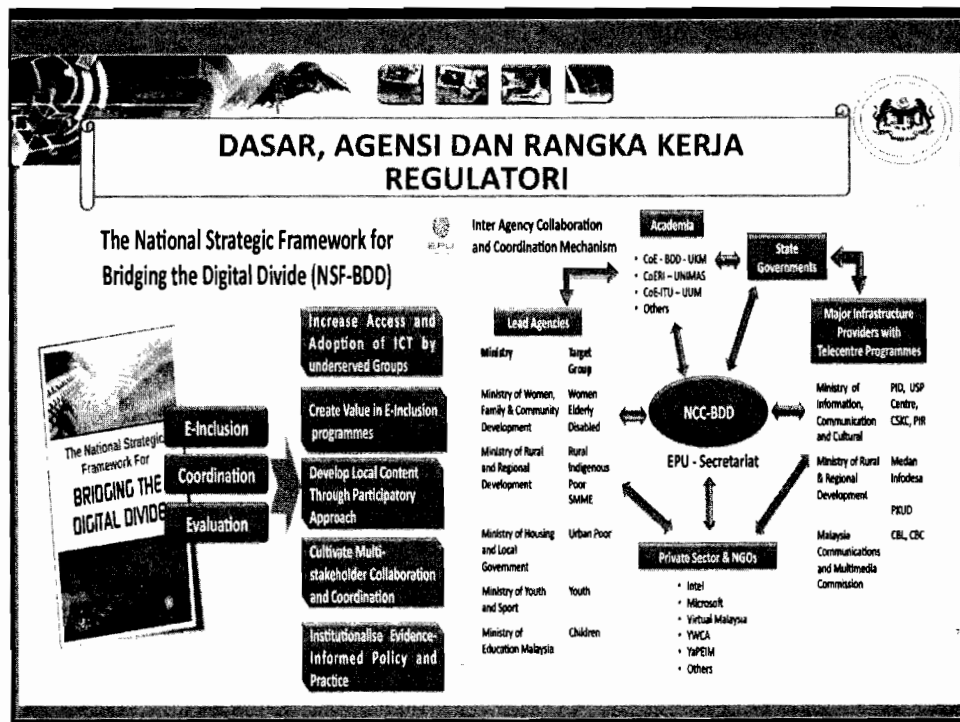 DASAR, AGENSI DAN RANGKA KERJA
REGULATORI
The National Strategic Framework for
Bridging the Digital Divide (NSF-BDD)
The National Strategic
Framework For
BRIDGING THE
DIGITAL DIVIDE
E-Inclusion
Coordination
Evaluation
Increase Access and
Adoption of ICT by
underserved Groups
Create Value in E-Inclusion
programmes
Develop Local Content
Through Participatory
Approach
Cultivate Multi-
stakeholder Collaboration
and Coordination
Institutionalise Evidence-
Informed Policy and
Practice
EPU
Inter Agency Collaboration
and Coordination Mechanism
Academia
• CoE - BDD - UKM
• CoERI – UNIMAS
• CoE-ITU – UUM
• Others
State
Governments
Lead Agencies
Ministry
Target
Group
Ministry of Women,
Family & Community
Development
Women
Elderly
Disabled
Ministry of Rural
and Regional
Development
Rural
Indigenous
Poor
SMME
Ministry of Housing
and Local
Government
Urban Poor
Ministry of Youth
and Sport
Youth
Ministry of
Education Malaysia
Children
NCC-BDD
EPU - Secretariat
Private Sector & NGOs
• Intel
• Microsoft
• Virtual Malaysia
• YWCA
• YaPEIM
• Others
Major Infrastructure
Providers with
Telecentre Programmes
Ministry of
Information,
Communication
and Cultural
PID, USP
Centre,
CSKC, PIR
Ministry of Rural
& Regional
Development
Medan
Infodesa
PKUD
Malaysia
Communications
and Multimedia
Commission
CBL, CBC
7